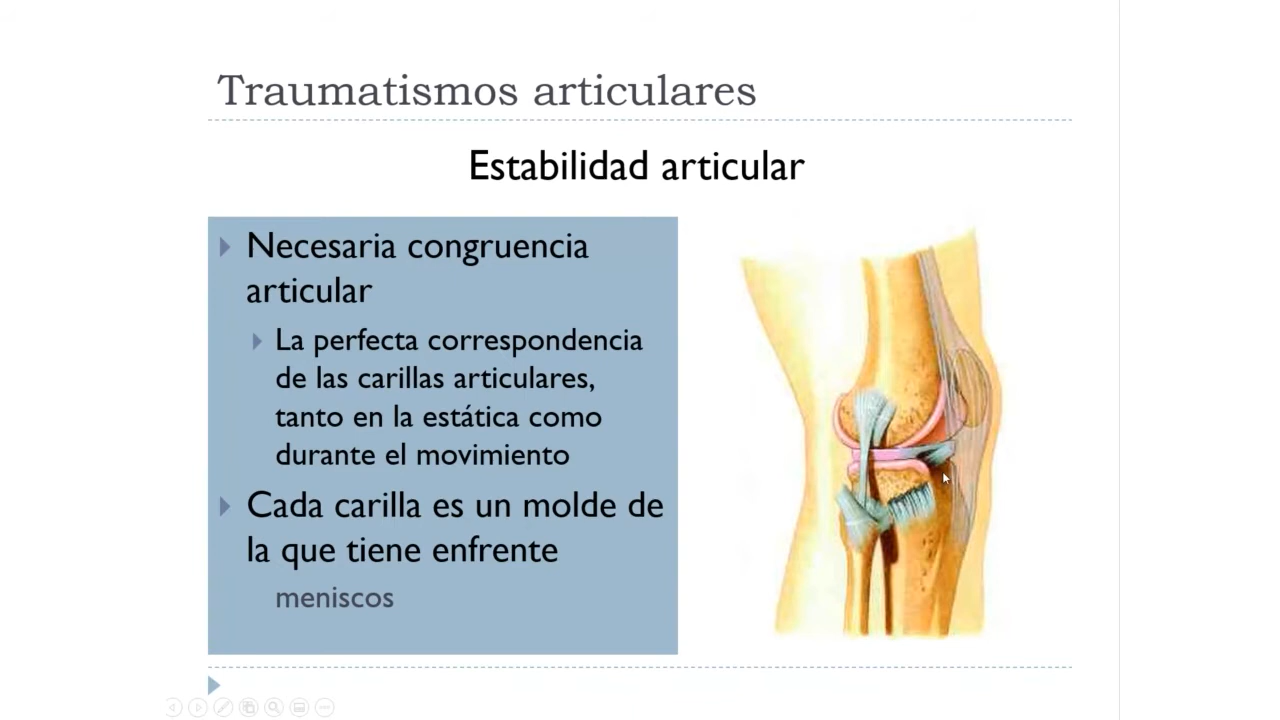 Traumatismos articulares
Estabilidad articular
Necesaria congruencia
articular
La perfecta correspondencia
de las carillas articulares,
tanto en la estática como
durante el movimiento
Cada carilla es un molde de
la que tiene enfrente
meniscos